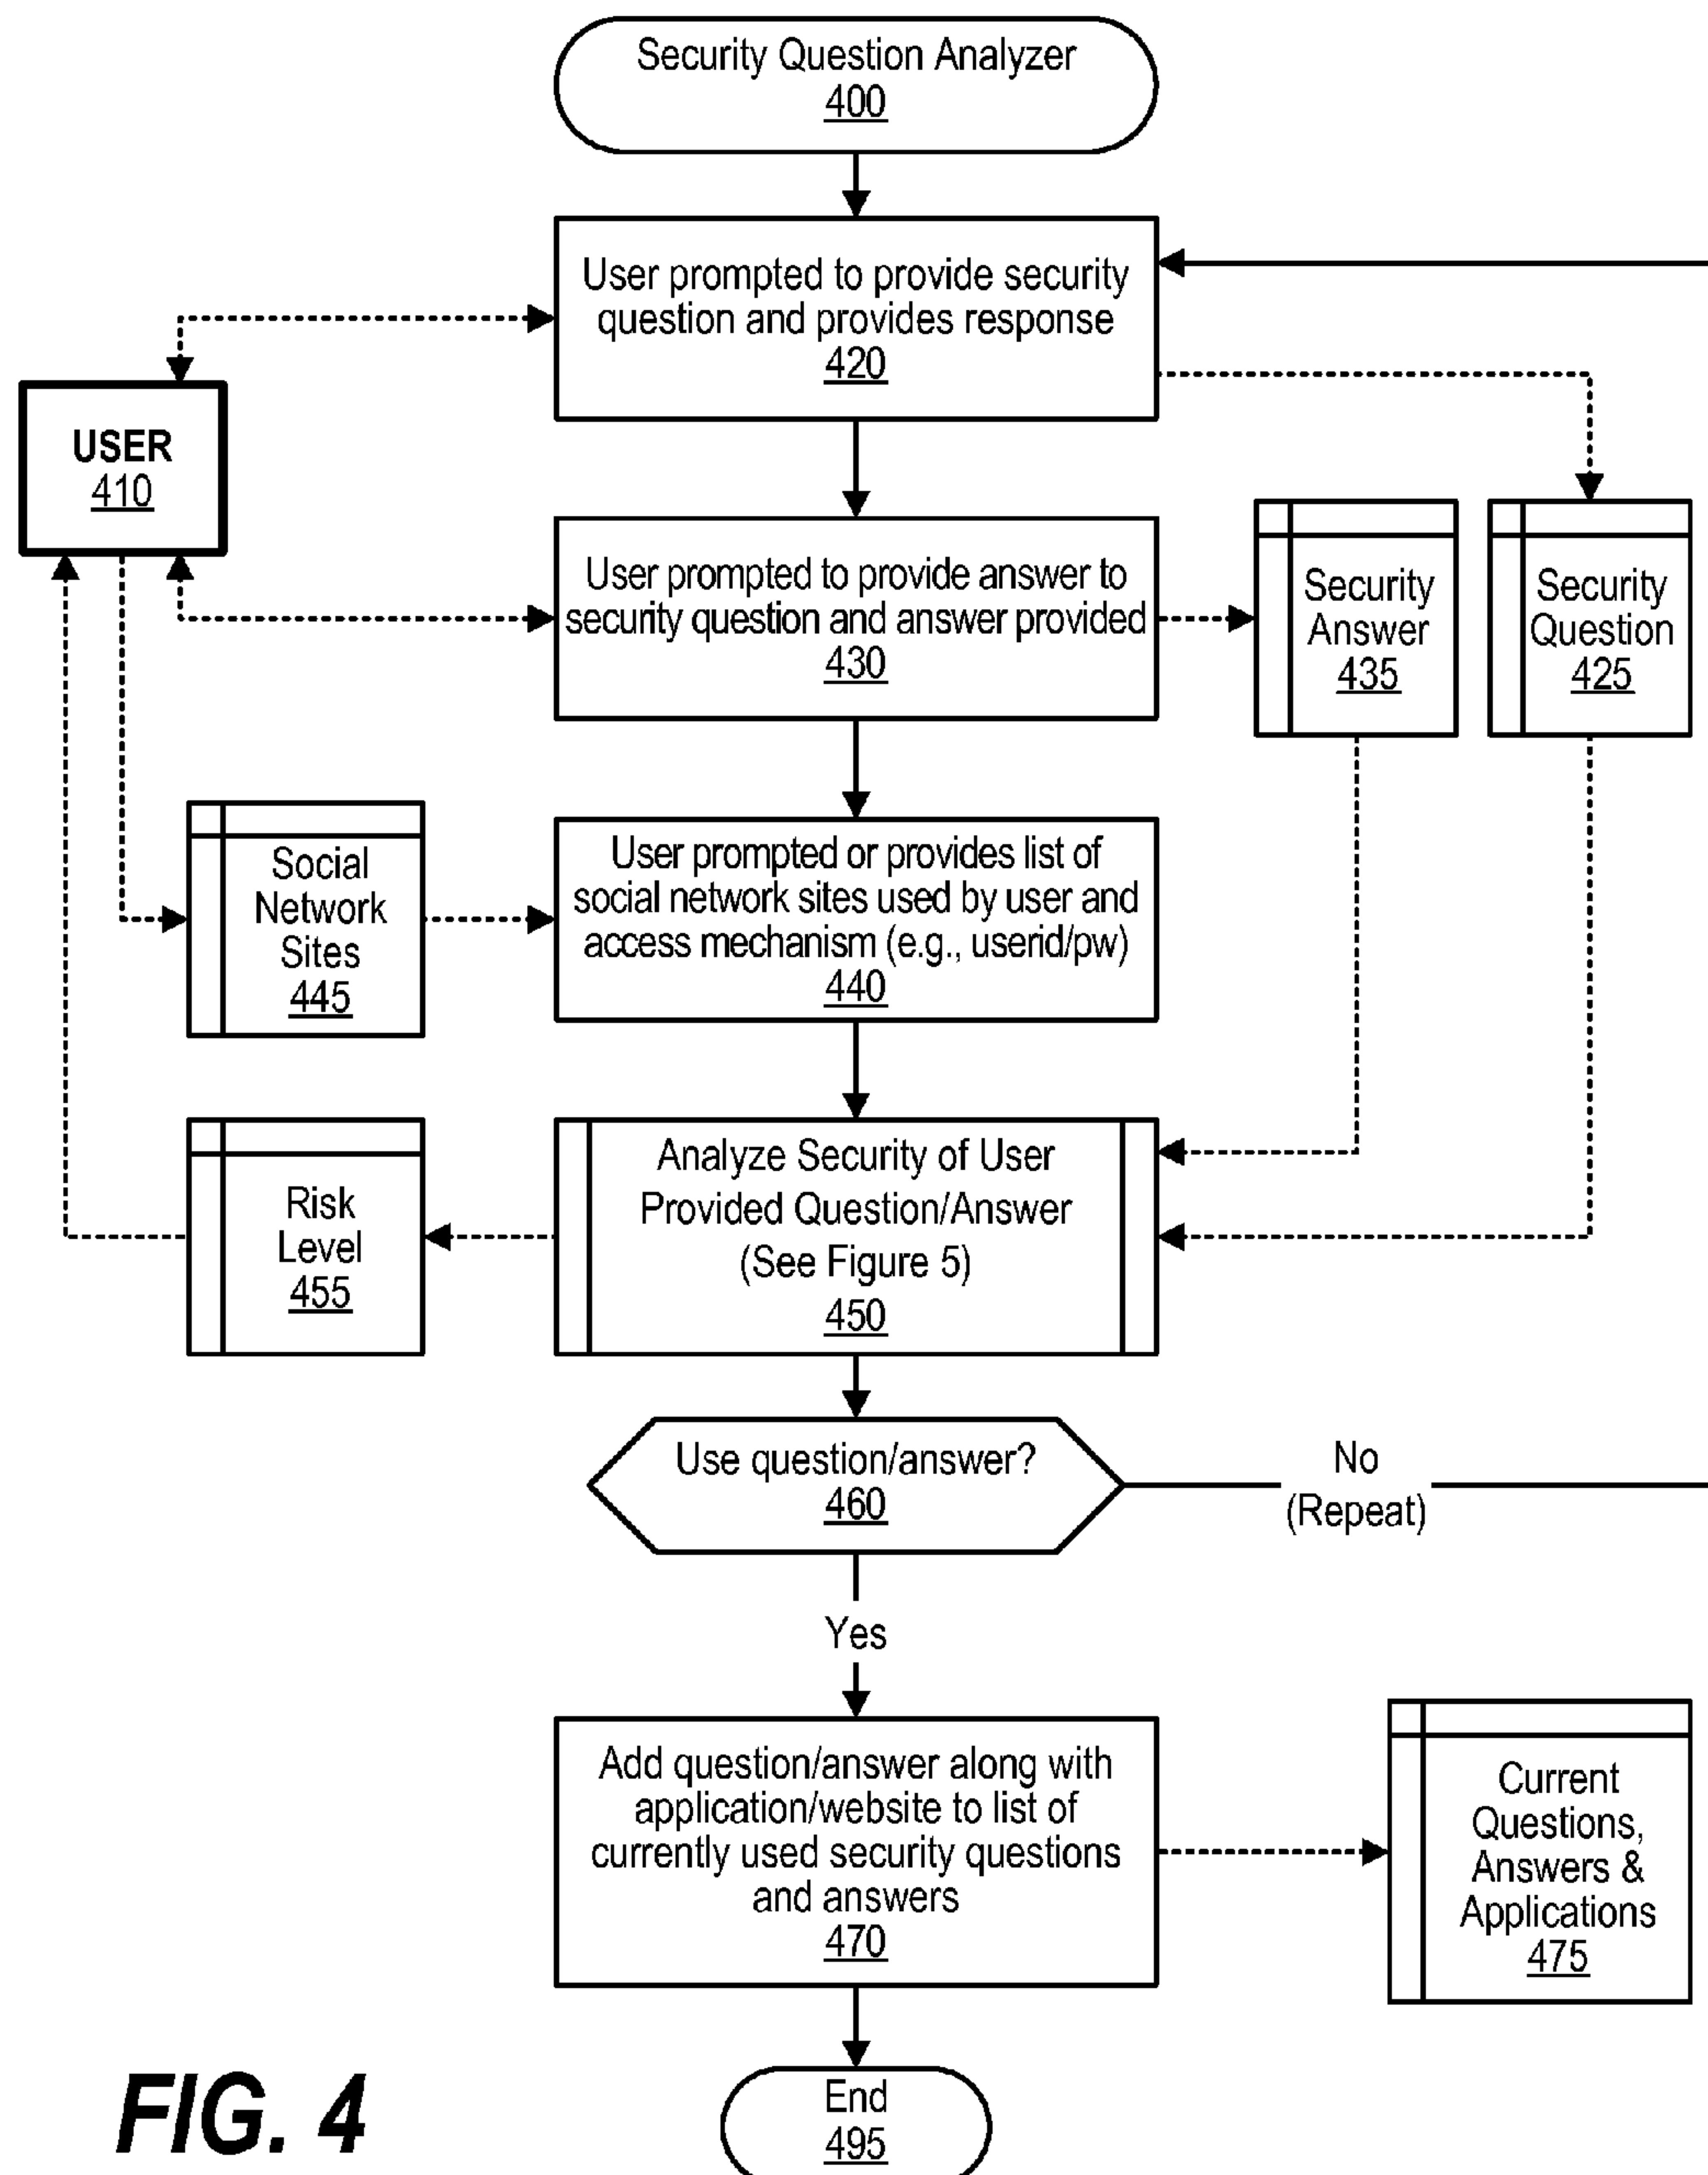 Security Question Analyzer
400
User prompted to provide security
question and provides response
420
USER
410
User prompted to provide answer to
security question and answer provided
430
Security
Answer
435
Security
Question
425
Social
Network
Sites
445
User prompted or provides list of
social network sites used by user and
access mechanism (e.g., userid/pw)
440
Risk
Level
455
Analyze Security of User
Provided Question/Answer
(See Figure 5)
450
Use question/answer?
460
No
(Repeat)
Yes
Add question/answer along with
application/website to list of
currently used security questions
and answers
470
Current
Questions,
Answers &
Applications
475
End
495
FIG. 4